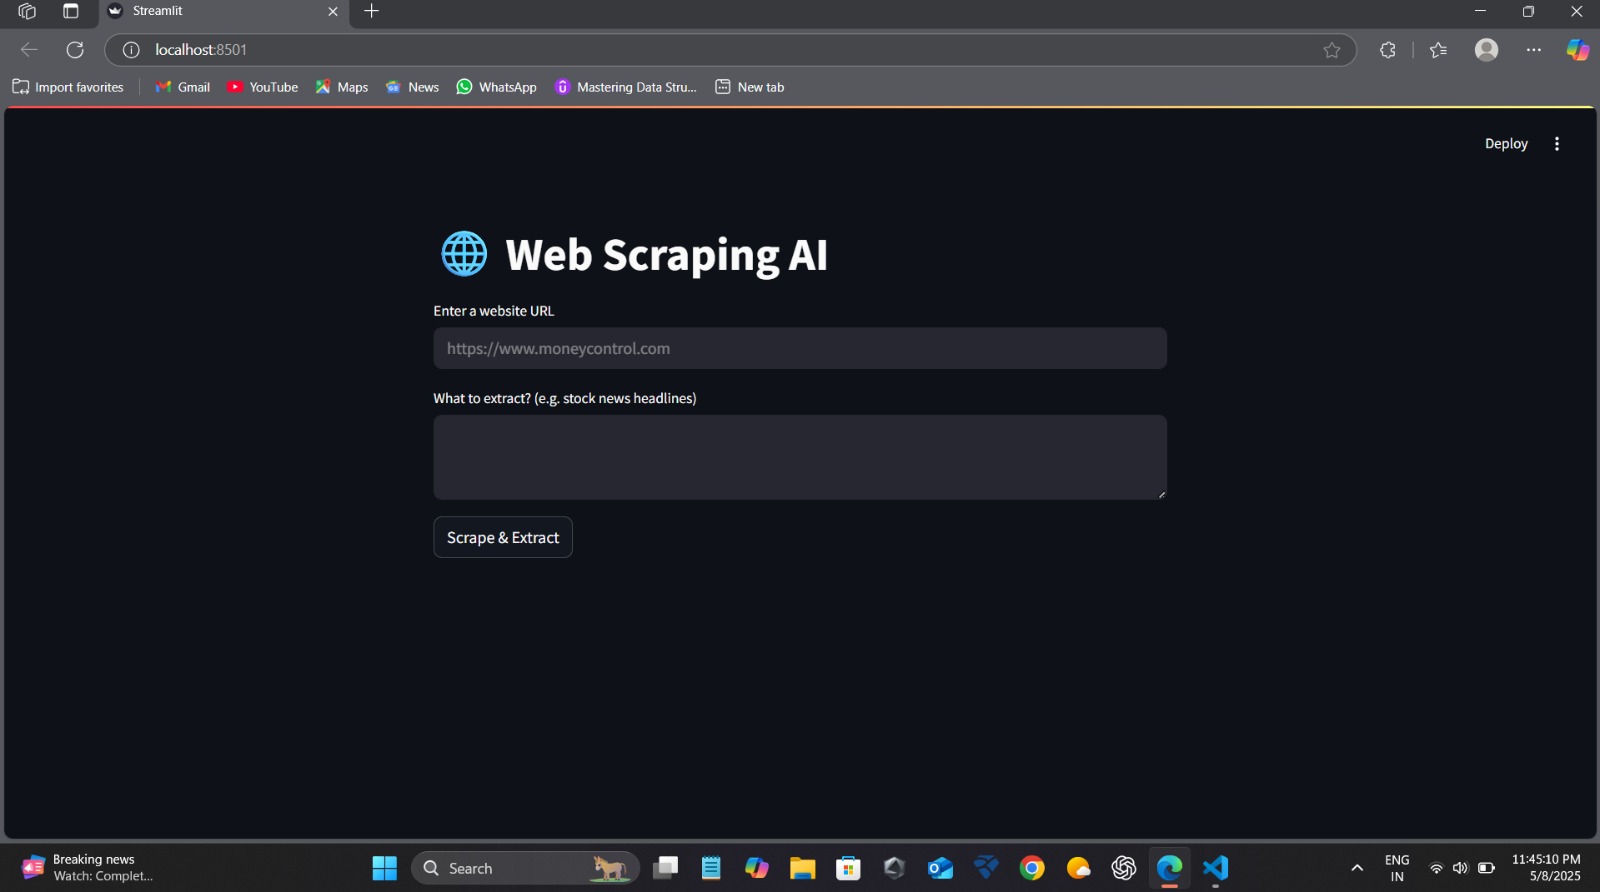 Streamlit
localhost:8501
Import favorites
Gmail
YouTube
Maps
News
WhatsApp
Mastering Data Stru...
New tab
Deploy
Web Scraping AI
Enter a website URL
https://www.moneycontrol.com
What to extract? (e.g. stock news headlines)
Scrape & Extract
Breaking news
Watch: Complet...
Search
ENG
IN
11:45:10 PM
5/8/2025